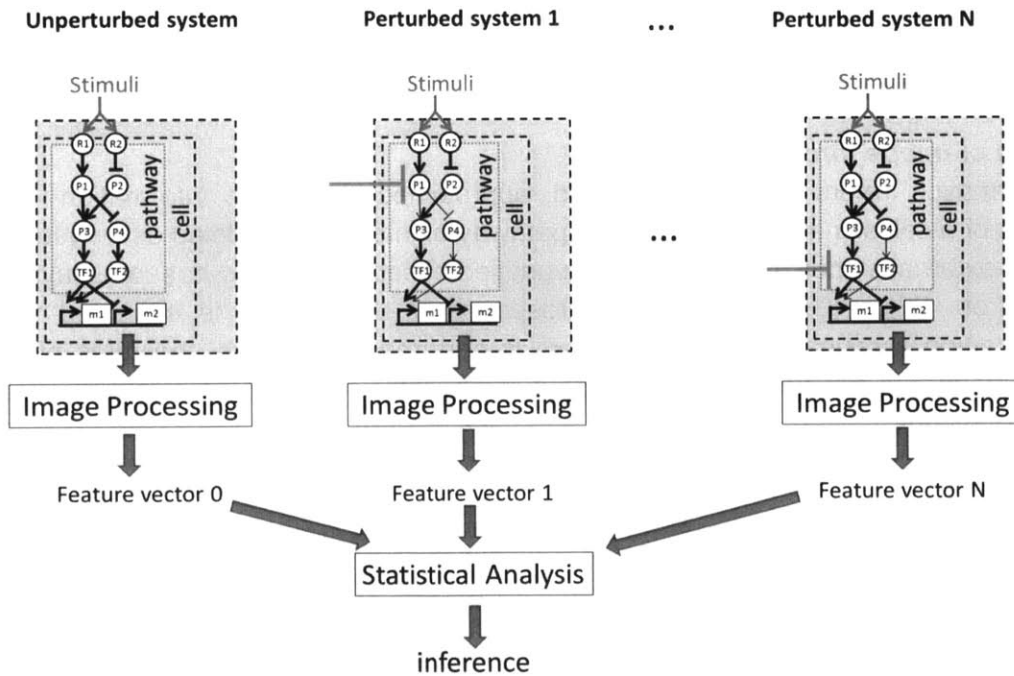 Unperturbed system
Perturbed system 1
...
Perturbed system N
Stimuli
R1 R2
P1 P2
P3 P4
TF1 TF2
m1 m2
pathway
cell
Stimuli
R1 R2
P1 P2
P3 P4
TF1 TF2
m1 m2
pathway
cell
...
Stimuli
R1 R2
P1 P2
P3 P4
TF1 TF2
m1 m2
pathway
cell
Image Processing
Image Processing
Image Processing
Feature vector 0
Feature vector 1
Feature vector N
Statistical Analysis
inference